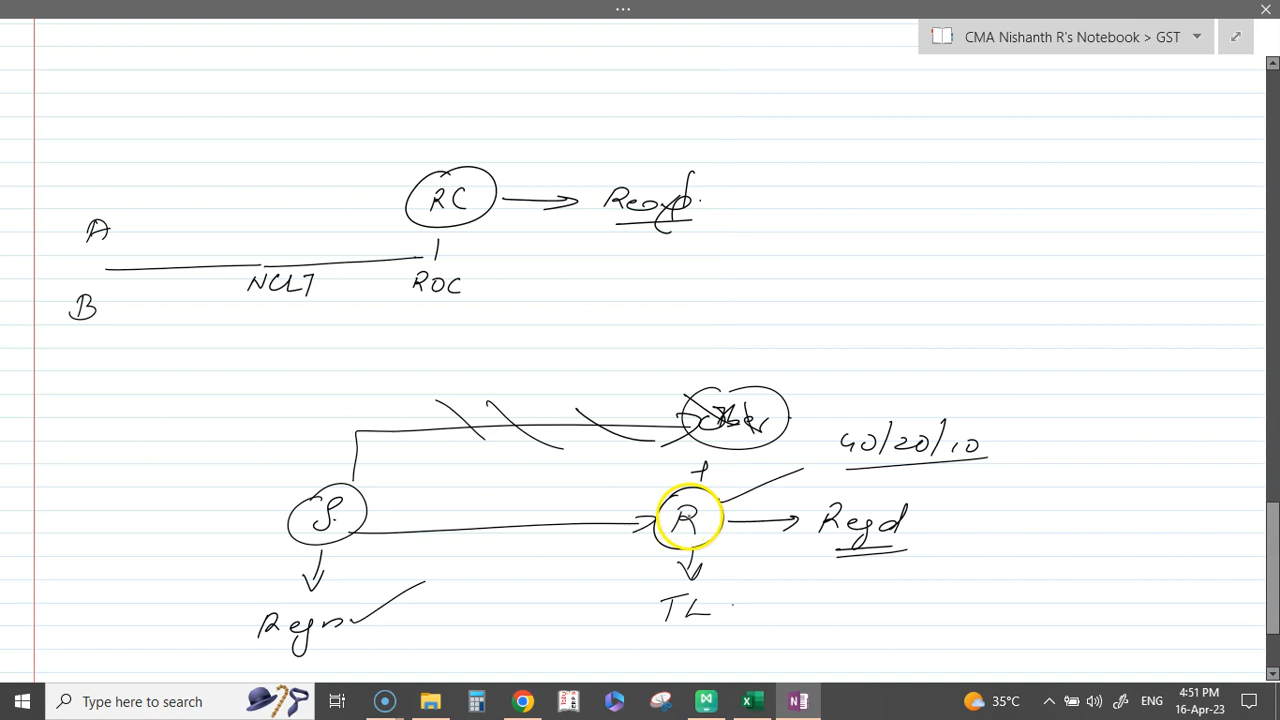 ...
CMA Nishanth R's Notebook > GST
RC
Regd.
A
NCLT
ROC
B
40/20/10
+
S.
R
Regd
Regn
TL
Type here to search
35°C
ENG
4:51 PM
16-Apr-23